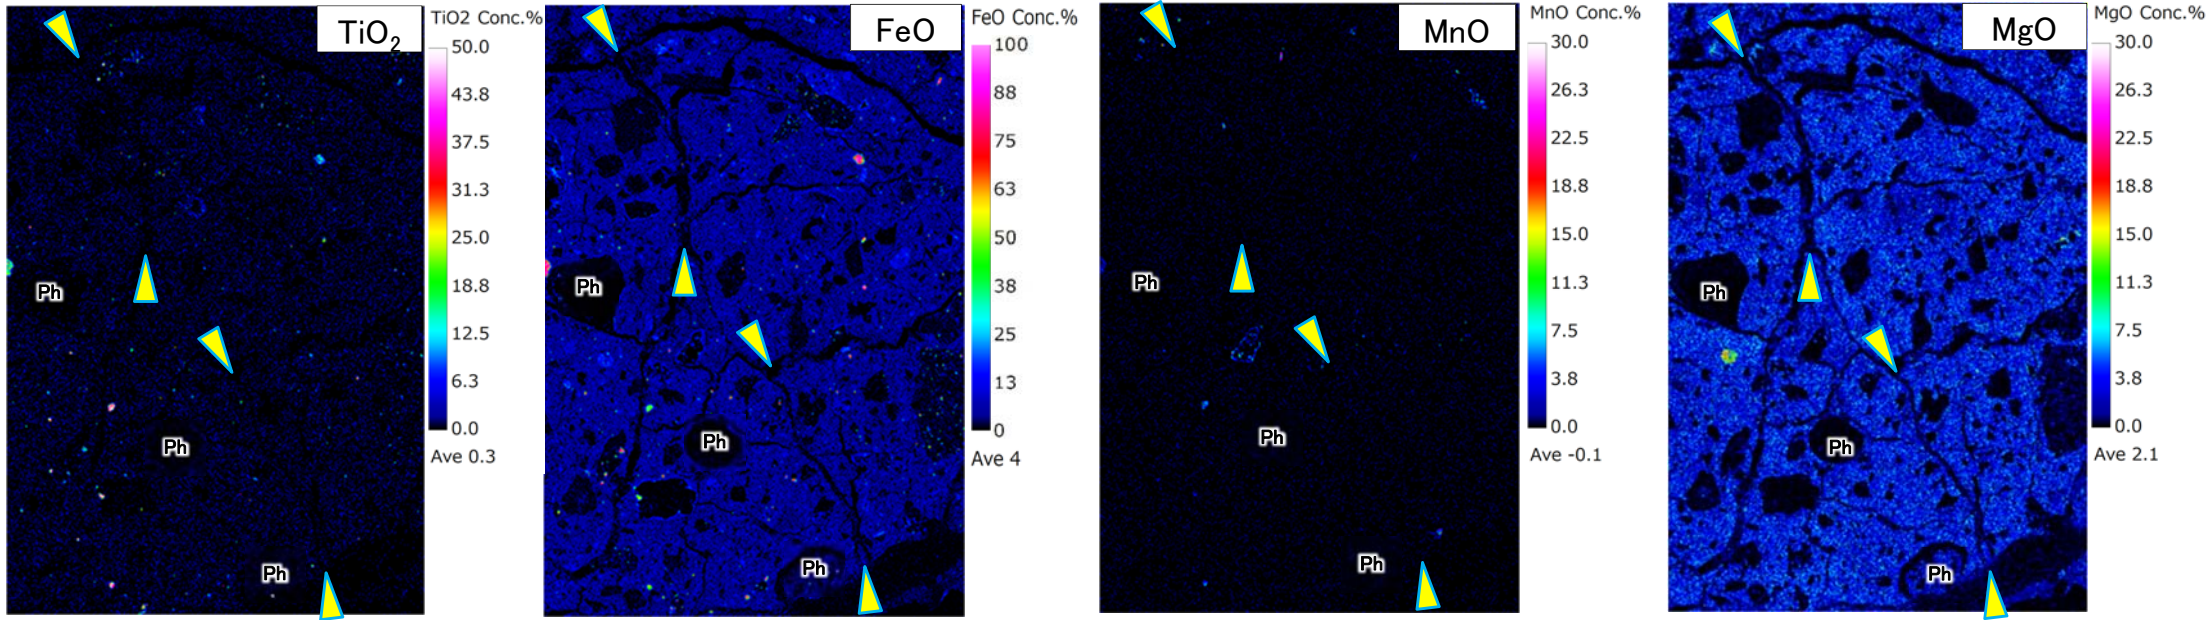 TiO2
TiO2 Conc.%
50.0
43.8
37.5
31.3
25.0
18.8
12.5
6.3
0.0
Ave 0.3
Ph
Ph
Ph
FeO
FeO Conc.%
100
88
75
63
50
38
25
13
0
Ave 4
Ph
Ph
Ph
MnO
MnO Conc.%
30.0
26.3
22.5
18.8
15.0
11.3
7.5
3.8
0.0
Ave -0.1
Ph
Ph
Ph
MgO
MgO Conc.%
30.0
26.3
22.5
18.8
15.0
11.3
7.5
3.8
0.0
Ave 2.1
Ph
Ph
Ph